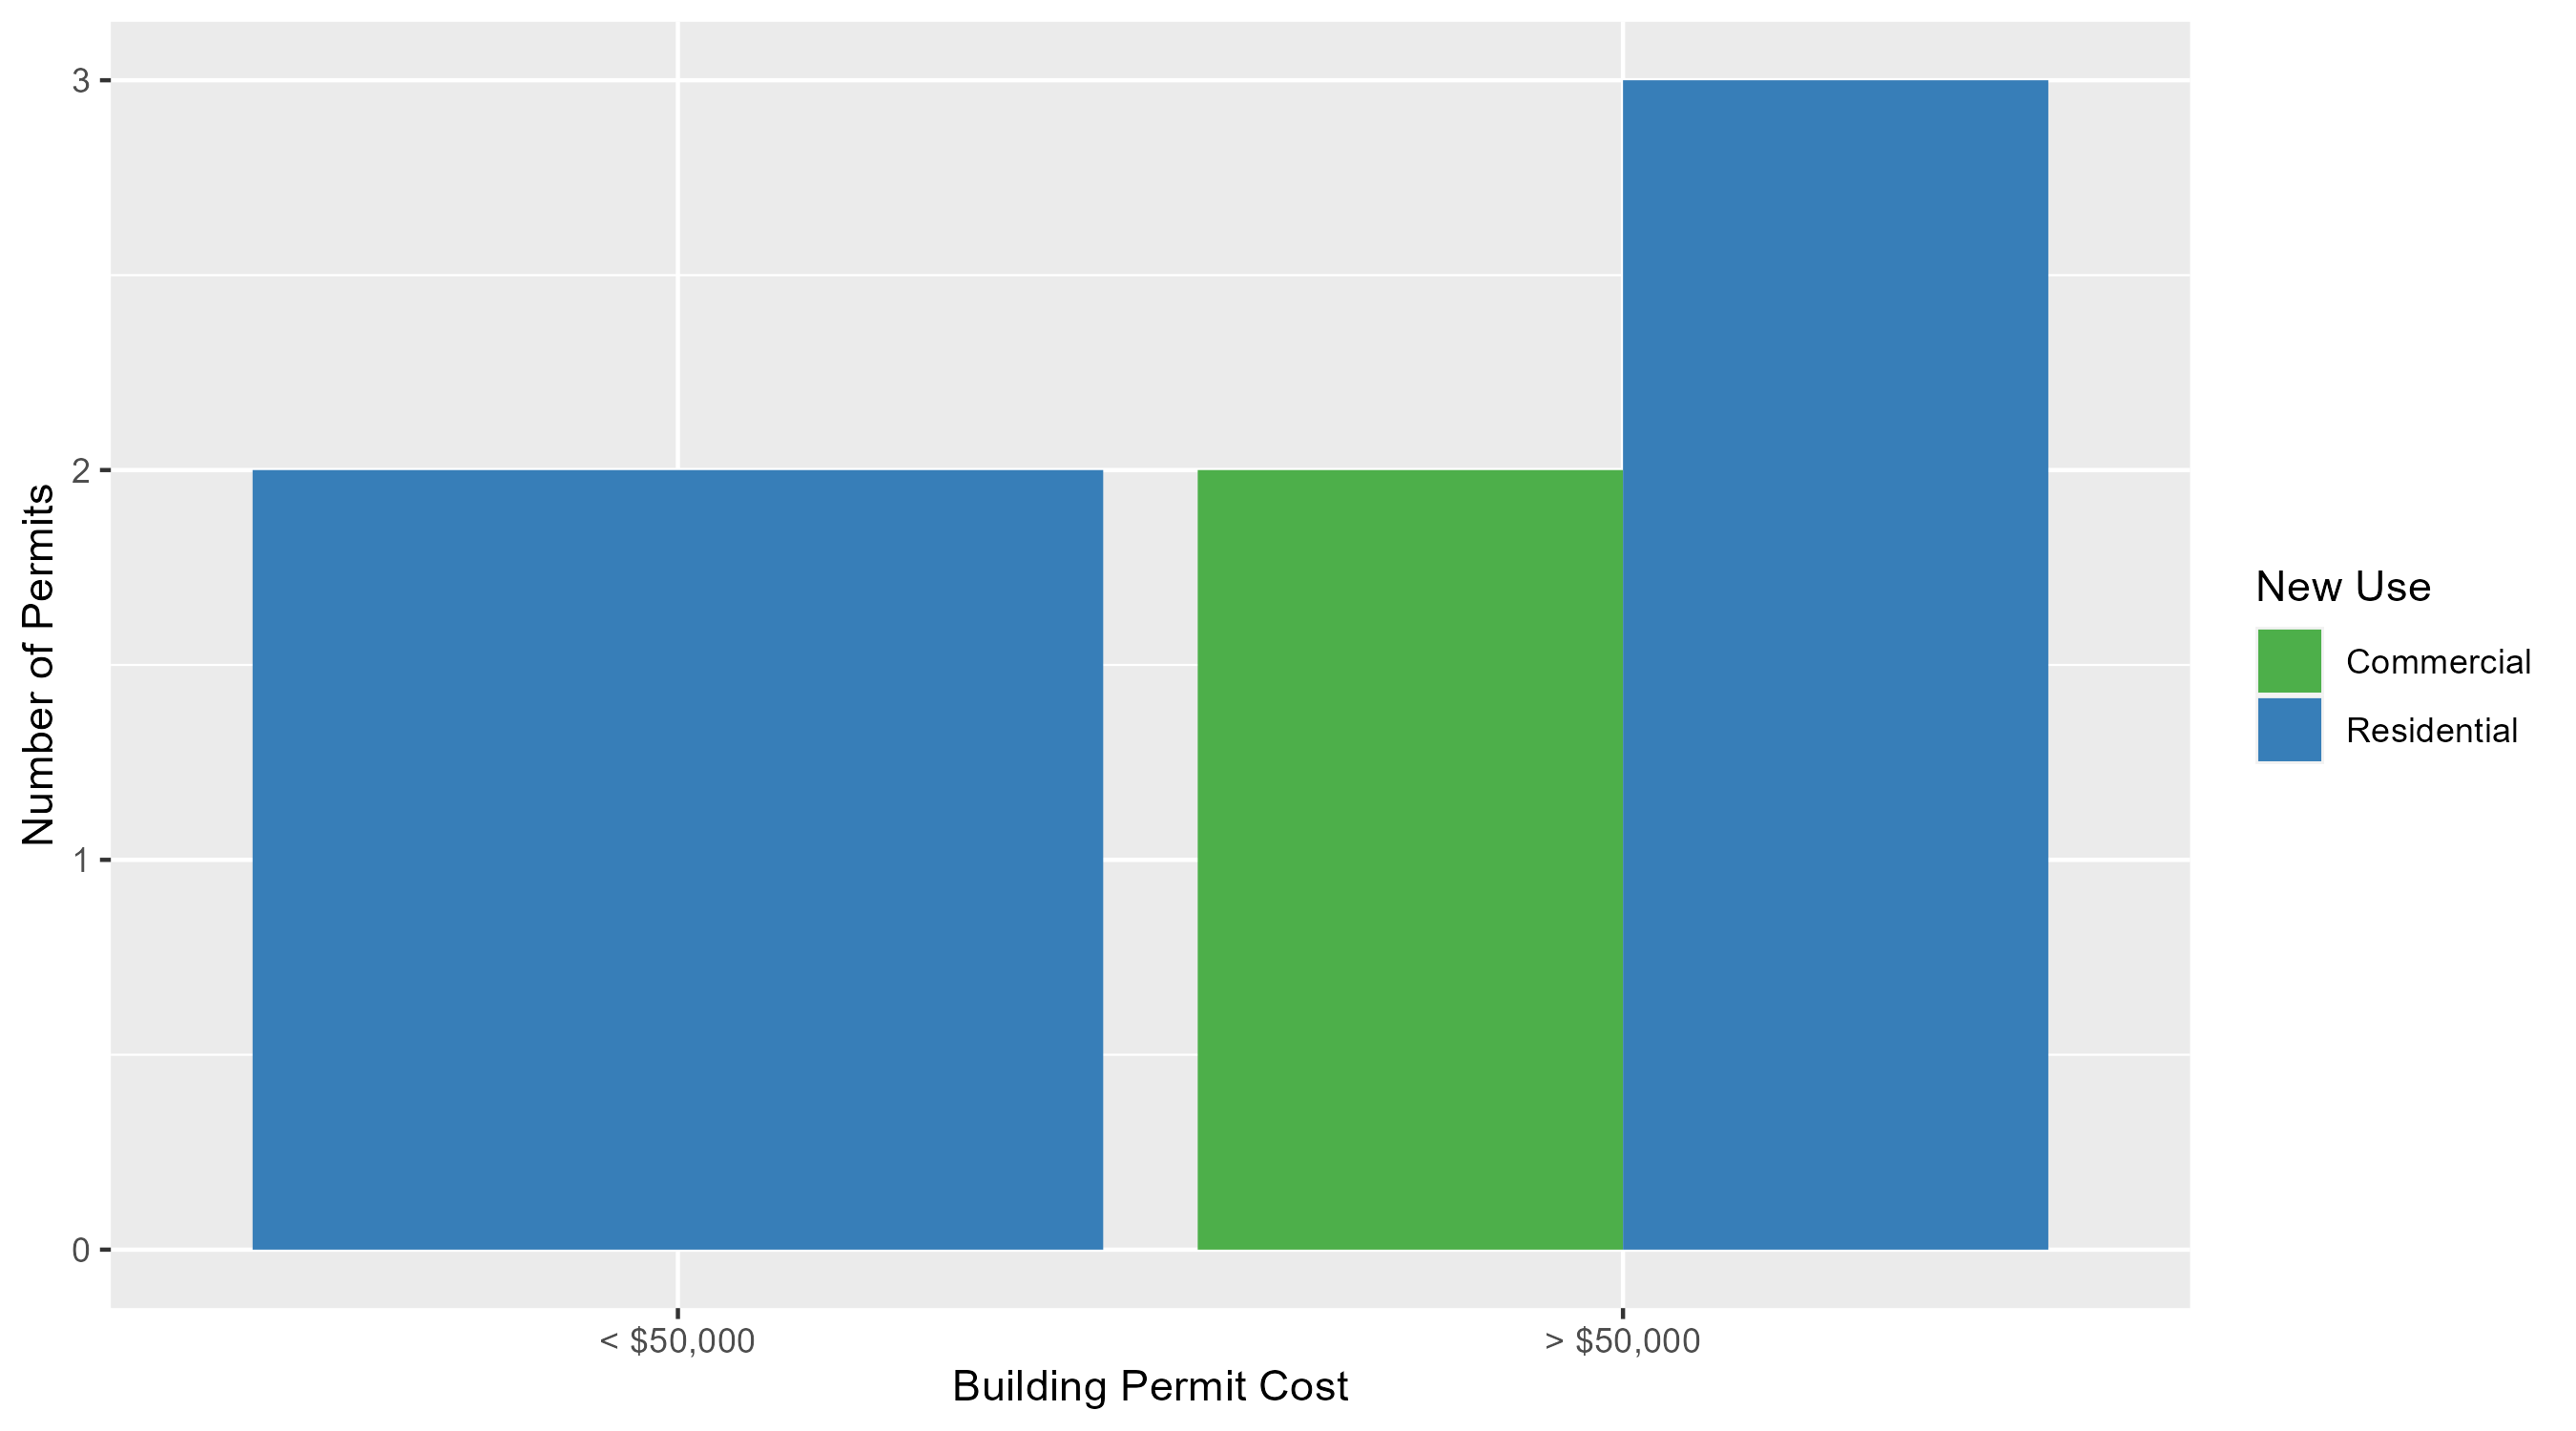 3
2
1
0
Number of Permits
< $50,000
> $50,000
Building Permit Cost
New Use
Commercial
Residential